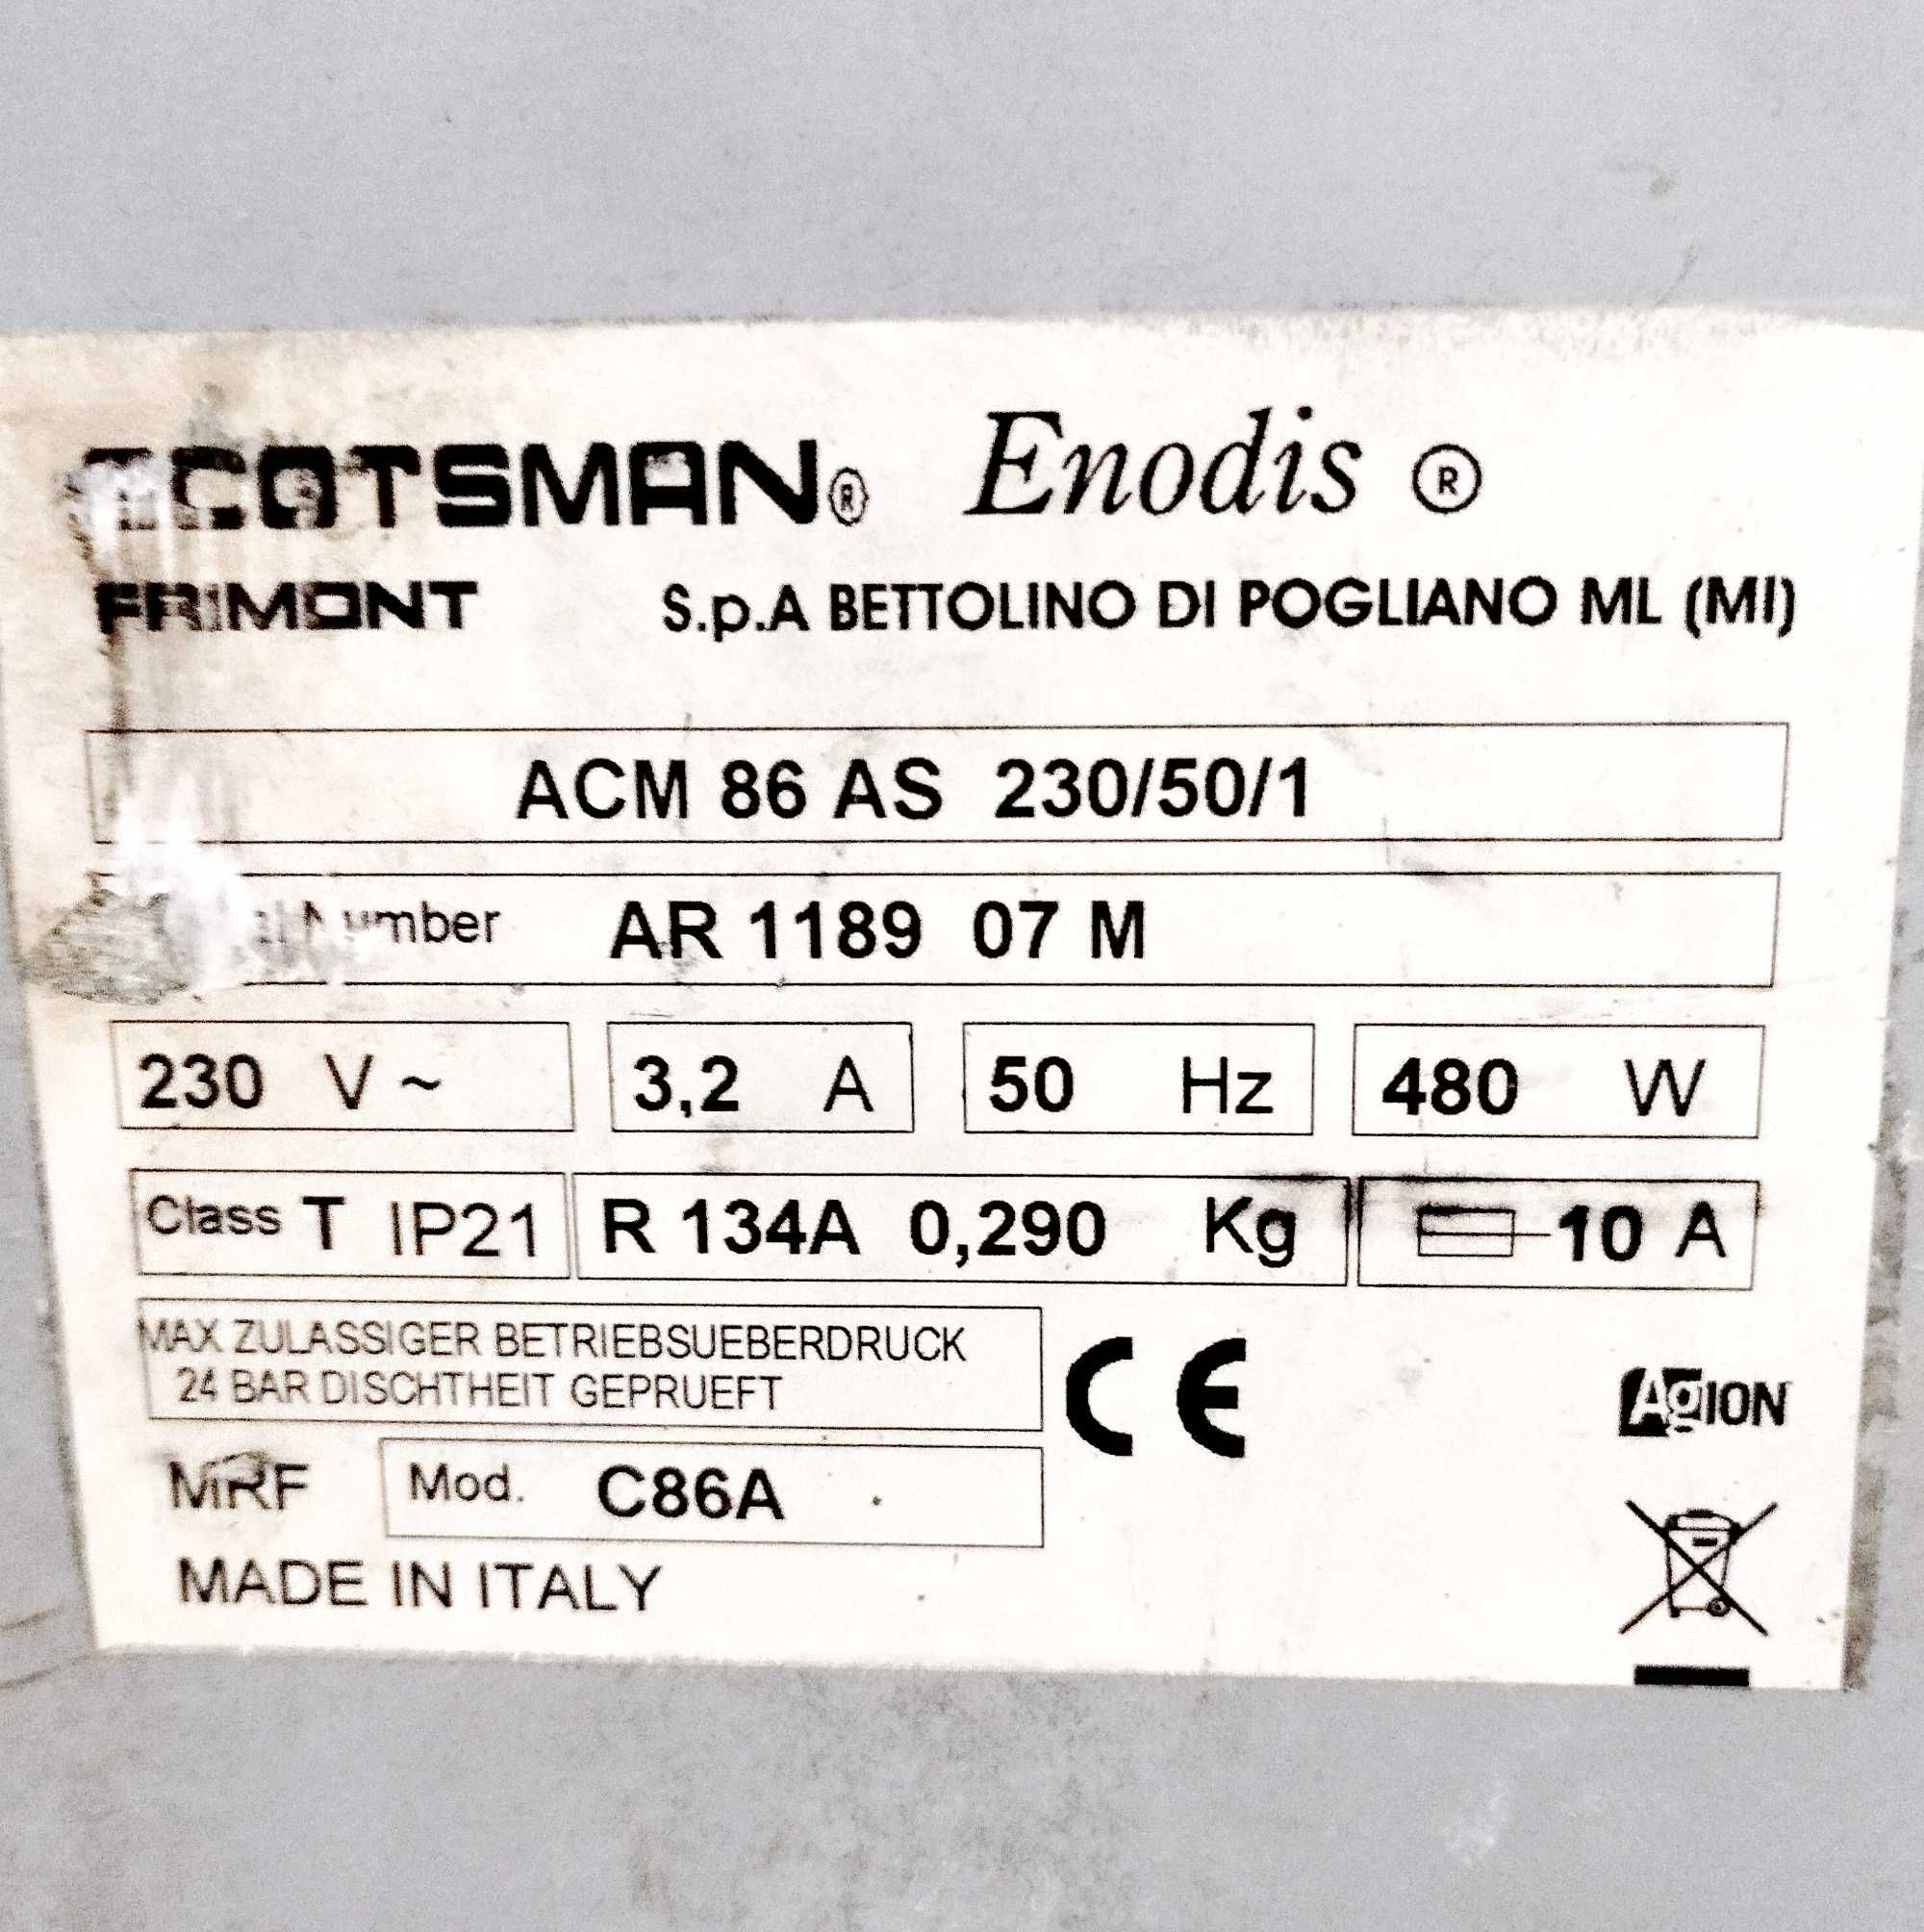 SCOTSMAN® Enodis ®
FRIMONT S.p.A BETTOLINO DI POGLIANO ML (MI)
ACM 86 AS 230/50/1
Number AR 1189 07 M
230 V ~ 3,2 A 50 Hz 480 W
Class T IP21 R 134A 0,290 Kg 10 A
MAX ZULASSIGER BETRIEBSUEBERDRUCK
24 BAR DISCHTHEIT GEPRUEFT
CE
AgION
MRF Mod. C86A
MADE IN ITALY